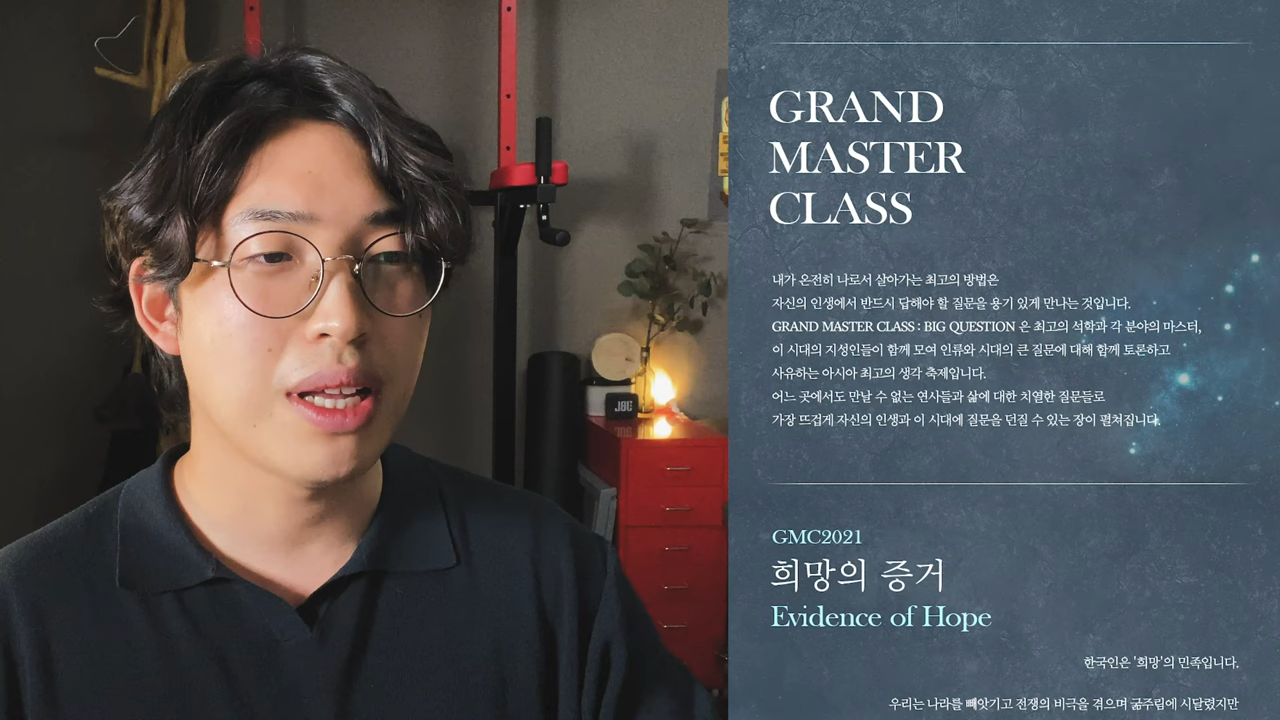 GRAND
MASTER
CLASS
내가 온전히 나로서 살아가는 최고의 방법은
자신의 인생에서 반드시 답해야 할 질문을 용기 있게 만나는 것입니다.
GRAND MASTER CLASS : BIG QUESTION 은 최고의 석학과 각 분야의 마스터,
이 시대의 지성인들이 함께 모여 인류와 시대의 큰 질문에 대해 함께 토론하고
사유하는 아시아 최고의 생각 축제입니다.
어느 곳에서도 만날 수 없는 연사들과 삶에 대한 치열한 질문들로
가장 뜨겁게 자신의 인생과 이 시대에 질문을 던질 수 있는 장이 펼쳐집니다.
JBL
GMC2021
희망의 증거
Evidence of Hope
한국인은 '희망'의 민족입니다.
우리는 나라를 빼앗기고 전쟁의 비극을 겪으며 굶주림에 시달렸지만